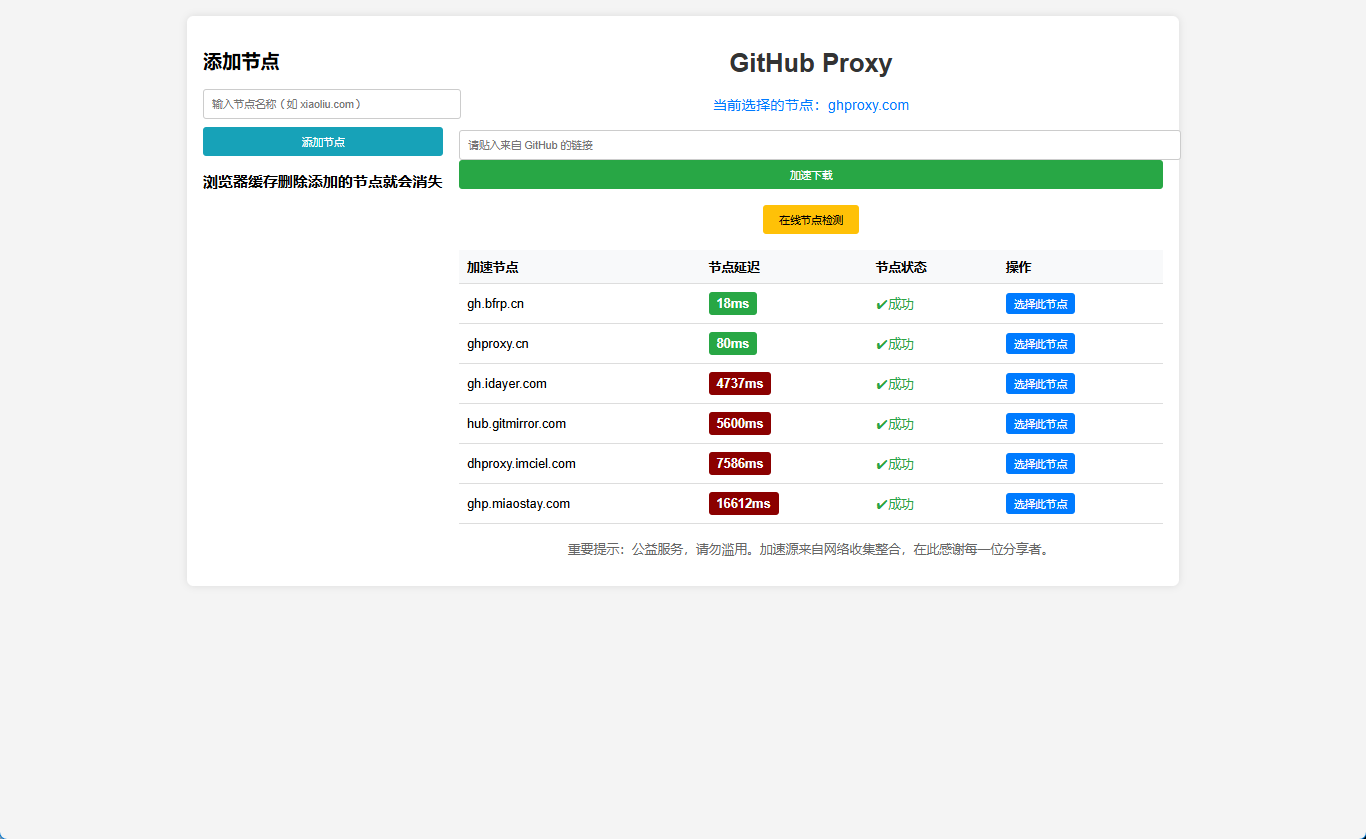 添加节点
输入节点名称（如 xiaoliu.com）
添加节点
浏览器缓存删除添加的节点就会消失
GitHub Proxy
当前选择的节点：ghproxy.com
请贴入来自 GitHub 的链接
加速下载
在线节点检测
加速节点 节点延迟 节点状态 操作
gh.bfrp.cn 18ms ✔成功 选择此节点
ghproxy.cn 80ms ✔成功 选择此节点
gh.idayer.com 4737ms ✔成功 选择此节点
hub.gitmirror.com 5600ms ✔成功 选择此节点
dhproxy.imciel.com 7586ms ✔成功 选择此节点
ghp.miaostay.com 16612ms ✔成功 选择此节点
重要提示：公益服务，请勿滥用。加速源来自网络收集整合，在此感谢每一位分享者。